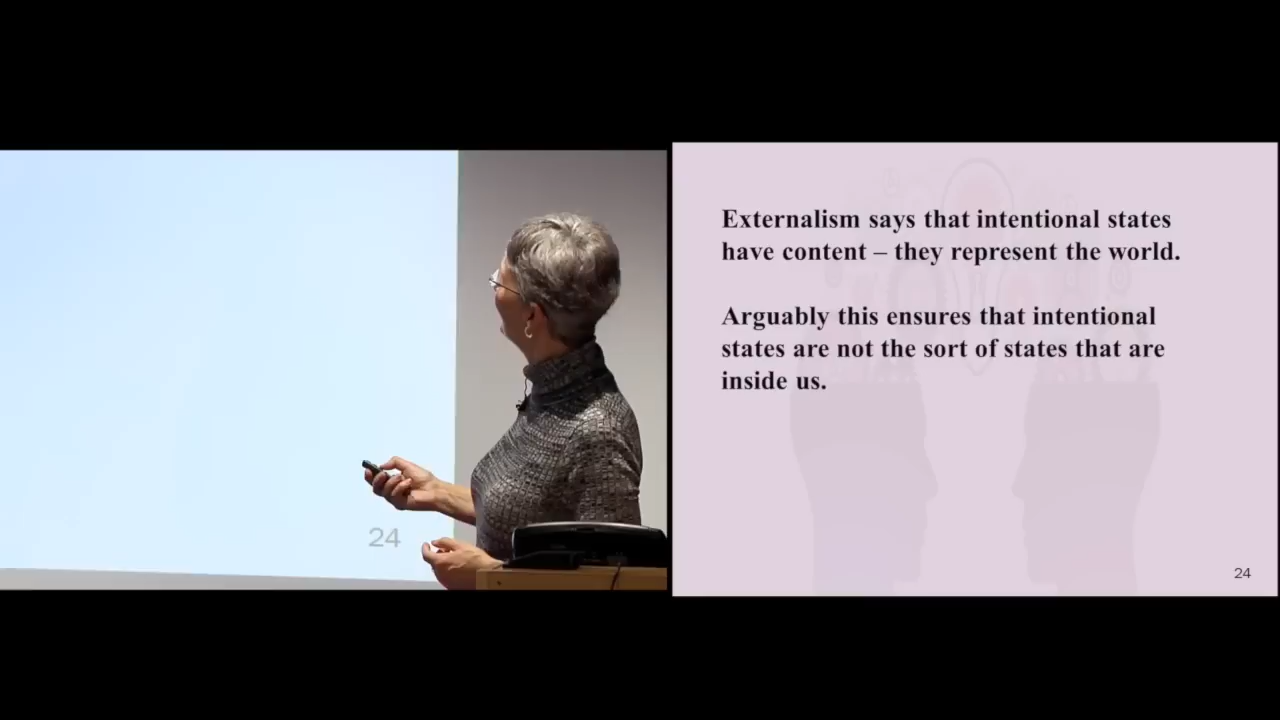 Externalism says that intentional states
have content – they represent the world.
Arguably this ensures that intentional
states are not the sort of states that are
inside us.
24
24